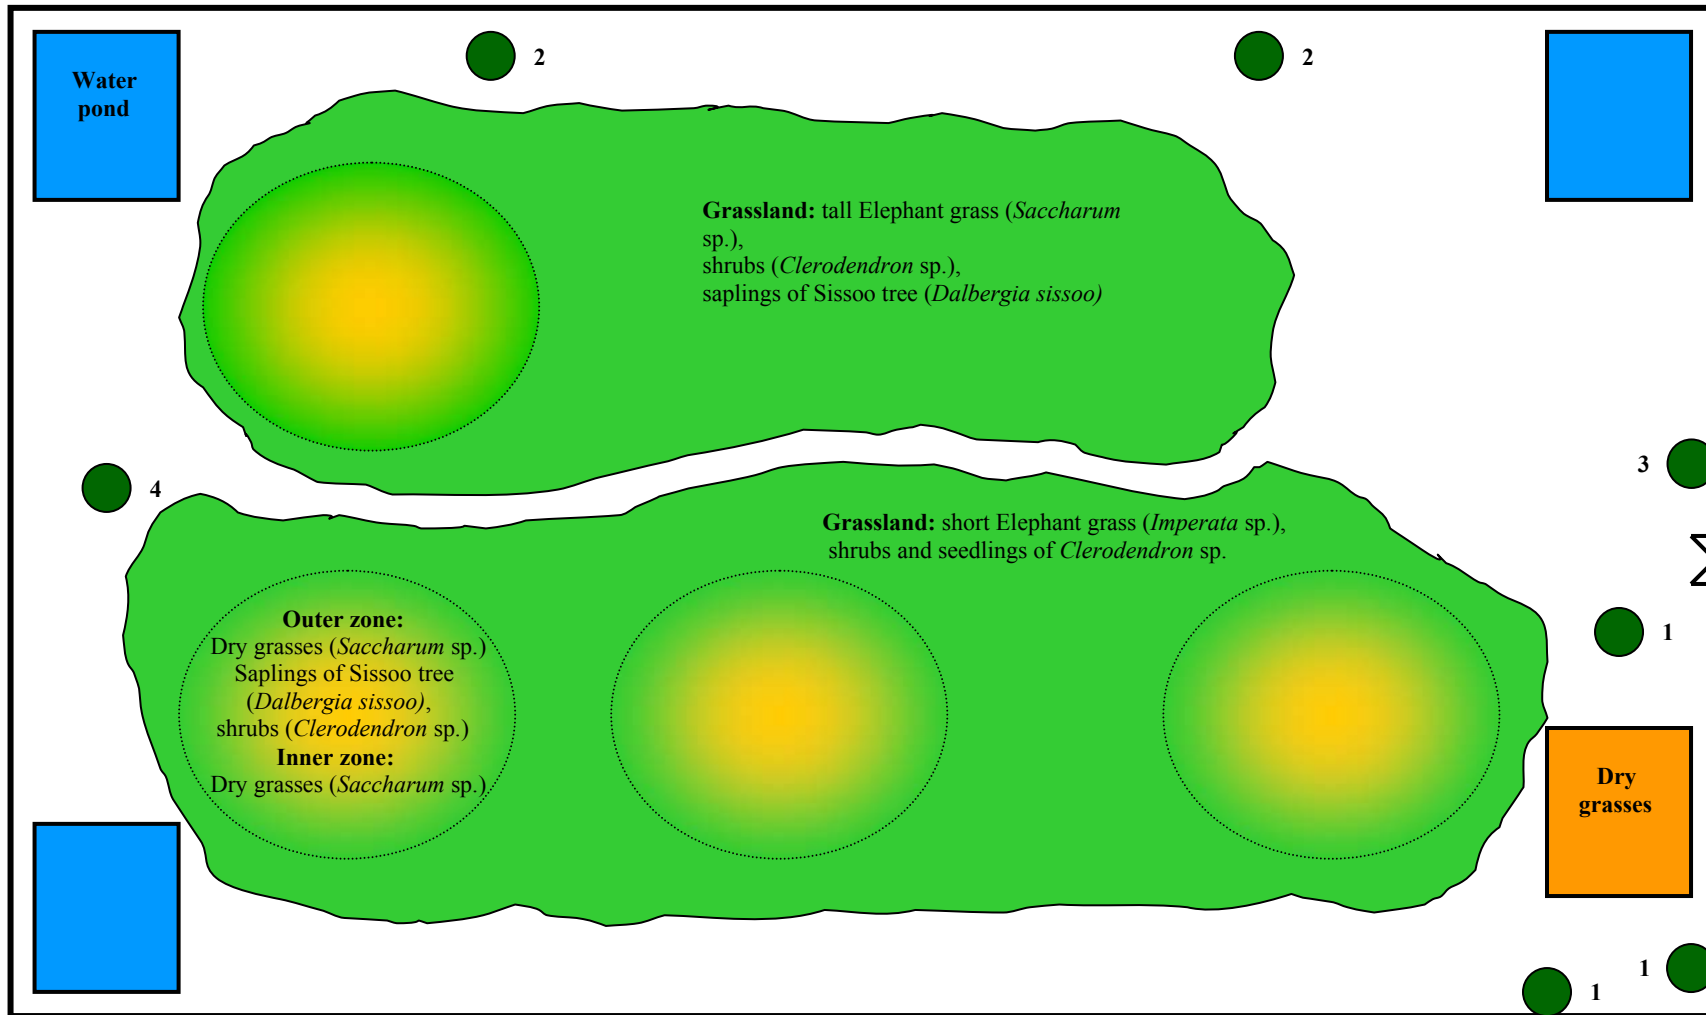 Water
pond
2
2
Grassland: tall Elephant grass (Saccharum
sp.),
shrubs (Clerodendron sp.),
saplings of Sissoo tree (Dalbergia sissoo)
3
4
Grassland: short Elephant grass (Imperata sp.),
shrubs and seedlings of Clerodendron sp.
Σ
1
Outer zone:
Dry grasses (Saccharum sp.)
Saplings of Sissoo tree
(Dalbergia sissoo),
shrubs (Clerodendron sp.)
Inner zone:
Dry grasses (Saccharum sp.)
Dry
grasses
1
1